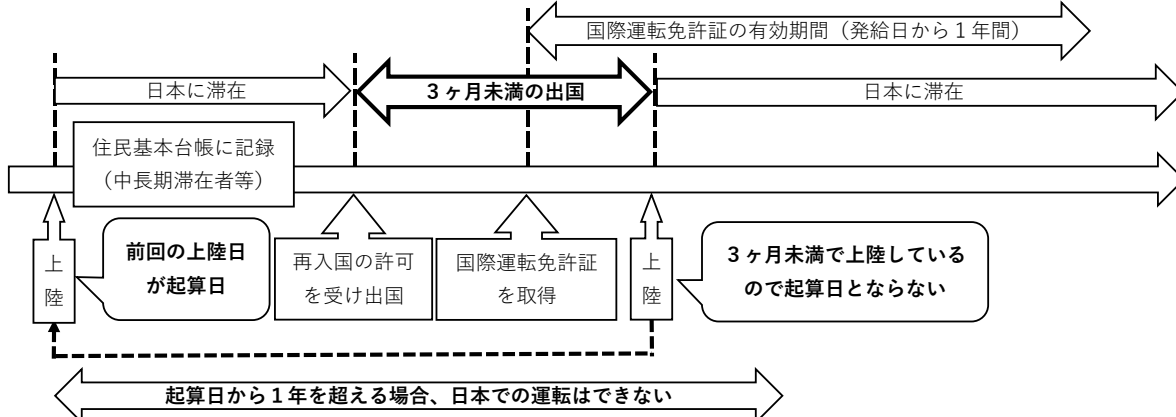 国際運転免許証の有効期間（発給日から１年間）
日本に滞在
３ヶ月未満の出国
日本に滞在
住民基本台帳に記録
（中長期滞在者等）
上
陸
前回の上陸日
が起算日
再入国の許可
を受け出国
国際運転免許証
を取得
上
陸
３ヶ月未満で上陸している
ので起算日とならない
起算日から１年を超える場合、日本での運転はできない